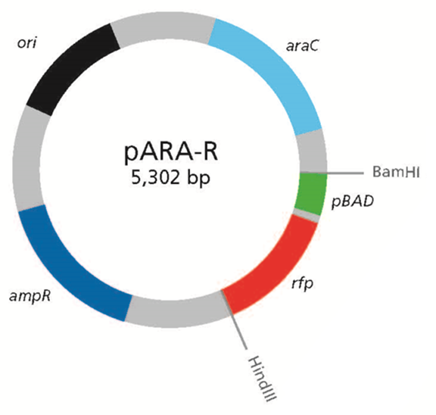 ori
araC
pARA-R
5,302 bp
BamHI
pBAD
rfp
ampR
HindIII